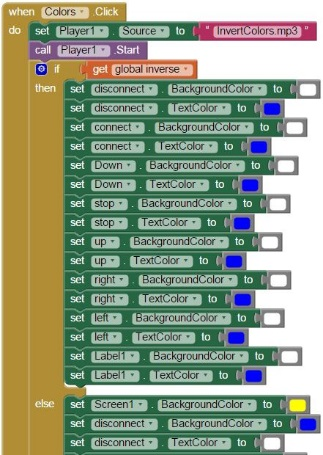 when Colors . Click
do set Player1 . Source to " InvertColors.mp3 "
call Player1 . Start
if get global inverse
then set disconnect . BackgroundColor to
set disconnect . TextColor to
set connect . BackgroundColor to
set connect . TextColor to
set Down . BackgroundColor to
set Down . TextColor to
set stop . BackgroundColor to
set stop . TextColor to
set up . BackgroundColor to
set up . TextColor to
set right . BackgroundColor to
set right . TextColor to
set left . BackgroundColor to
set left . TextColor to
set Label1 . BackgroundColor to
set Label1 . TextColor to
else set Screen1 . BackgroundColor to
set disconnect . BackgroundColor to
set disconnect . TextColor to
set connect . BackgroundColor to